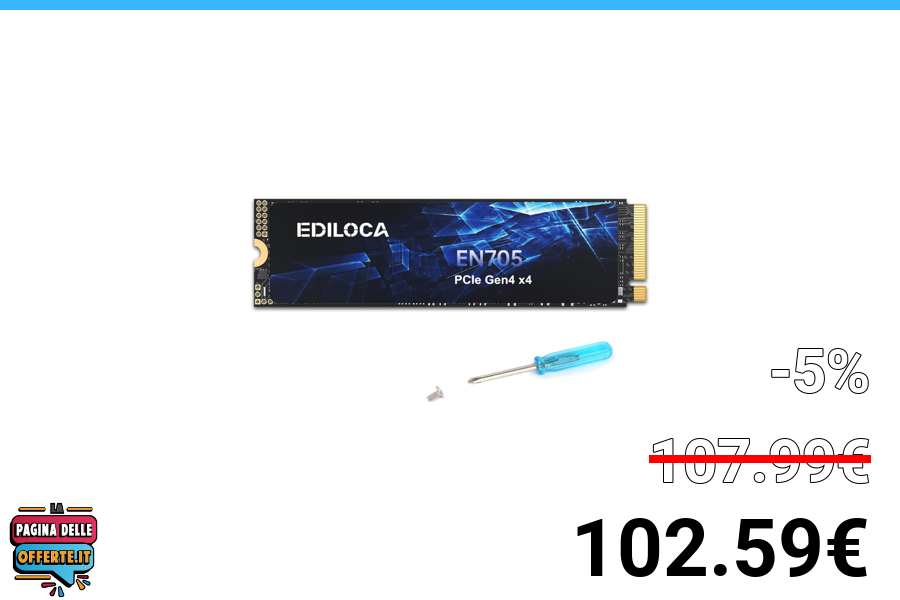 EDILOCA
EN705
PCIe Gen4 x4
-5%
107.99€
102.59€
LA
PAGINA DELLE
OFFERTE.IT